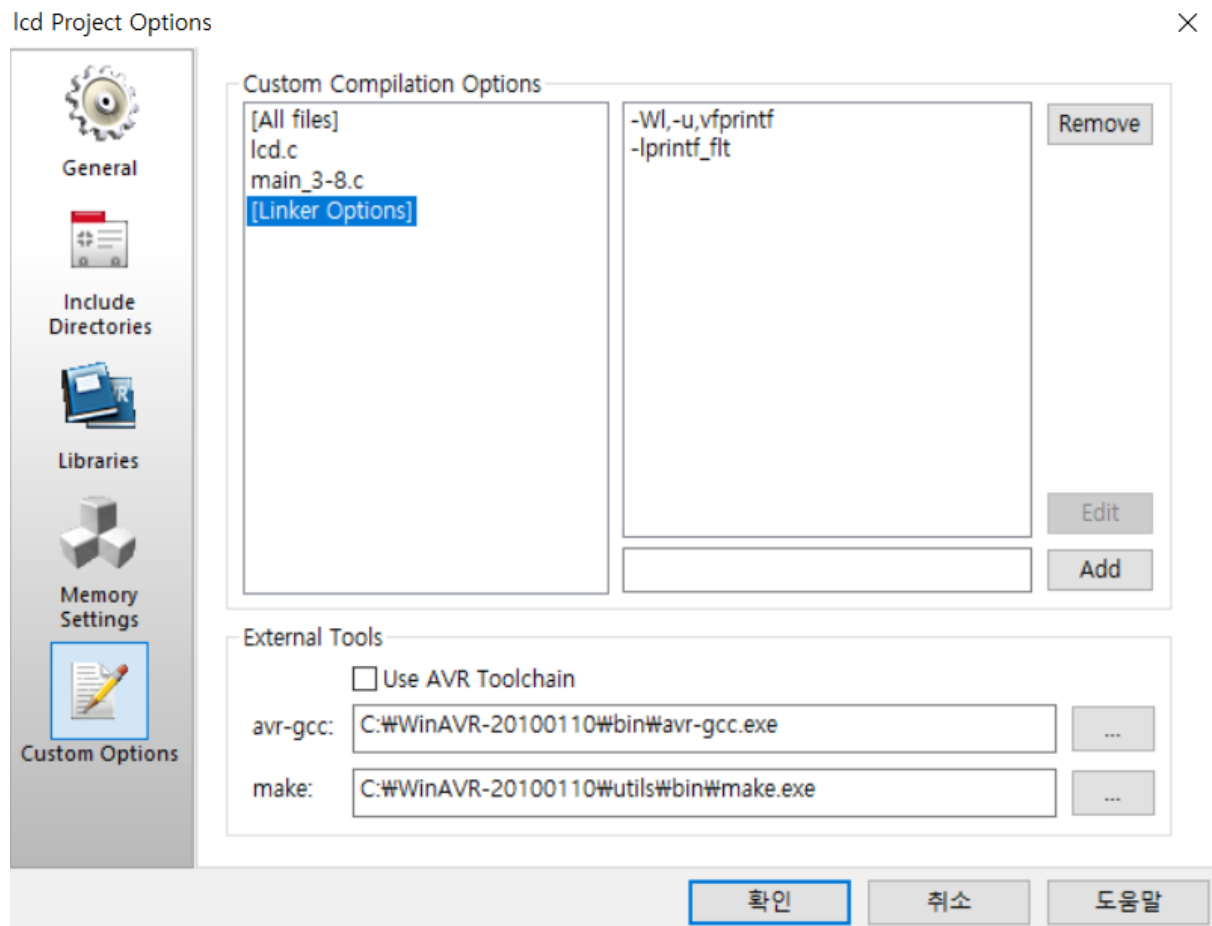 lcd Project Options
General
Include
Directories
Libraries
Memory
Settings
Custom Options
Custom Compilation Options
[All files]
lcd.c
main_3-8.c
[Linker Options]
-Wl,-u,vfprintf
-lprintf_flt
Remove
Edit
Add
External Tools
Use AVR Toolchain
avr-gcc:
C:₩WinAVR-20100110₩bin₩avr-gcc.exe
...
make:
C:₩WinAVR-20100110₩utils₩bin₩make.exe
...
확인
취소
도움말